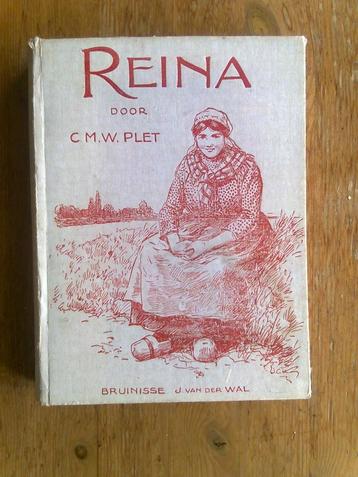 REINA
DOOR
C. M. W. PLET
BRUINISSE J. VAN DER WAL